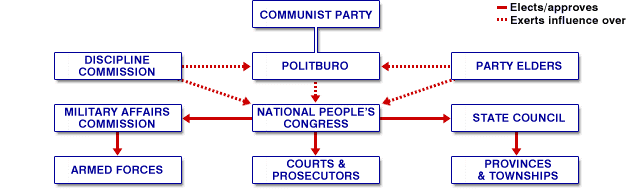 COMMUNIST PARTY
Elects/approves
Exerts influence over
DISCIPLINE
COMMISSION
POLITBURO
PARTY ELDERS
MILITARY AFFAIRS
COMMISSION
NATIONAL PEOPLE'S
CONGRESS
STATE COUNCIL
ARMED FORCES
COURTS &
PROSECUTORS
PROVINCES
& TOWNSHIPS